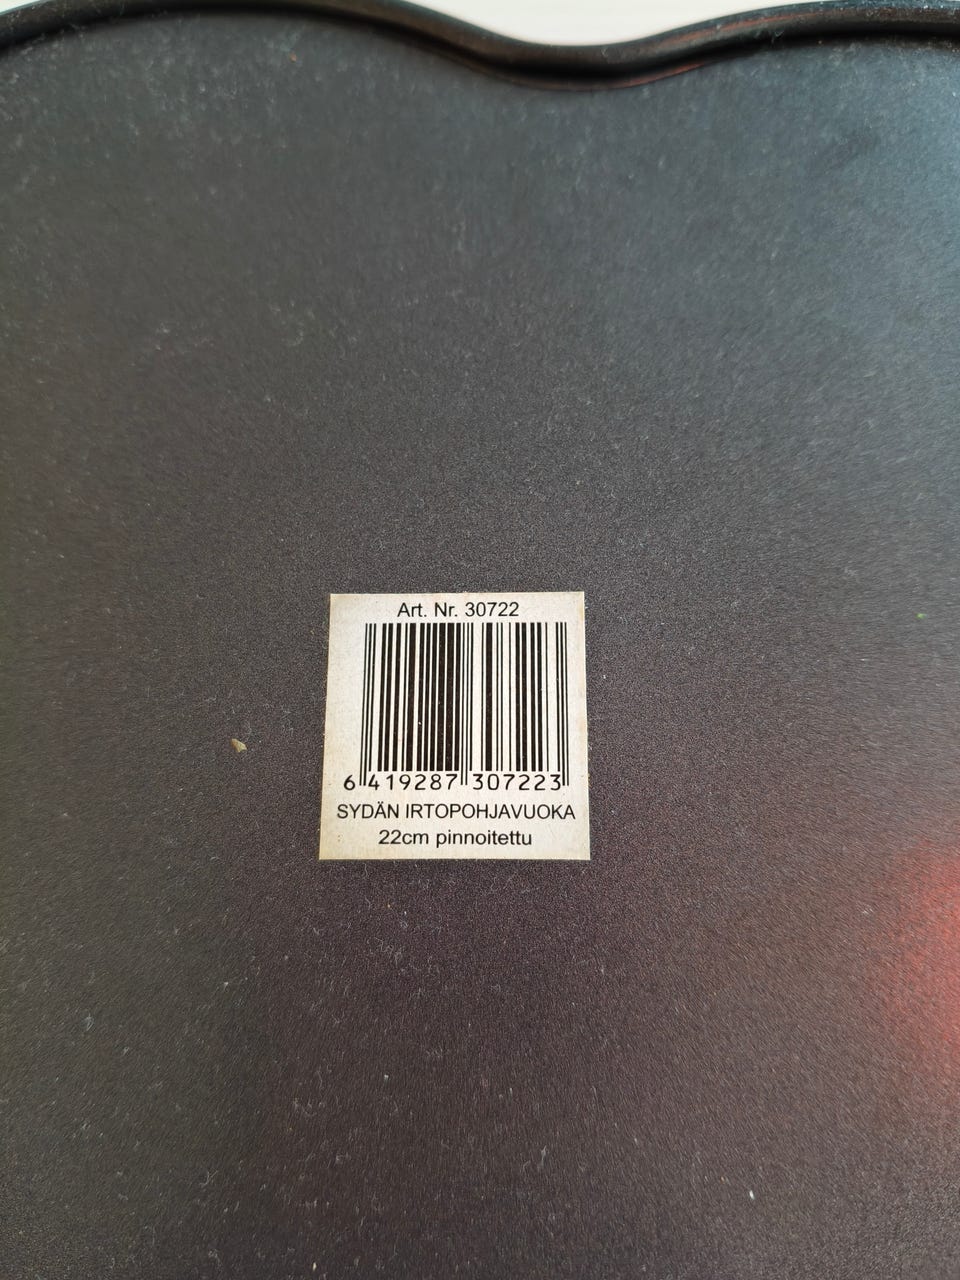 Art. Nr. 30722
6 419287 307223
SYDÄN IRTOPOHJAVUOKA
22cm pinnoitettu